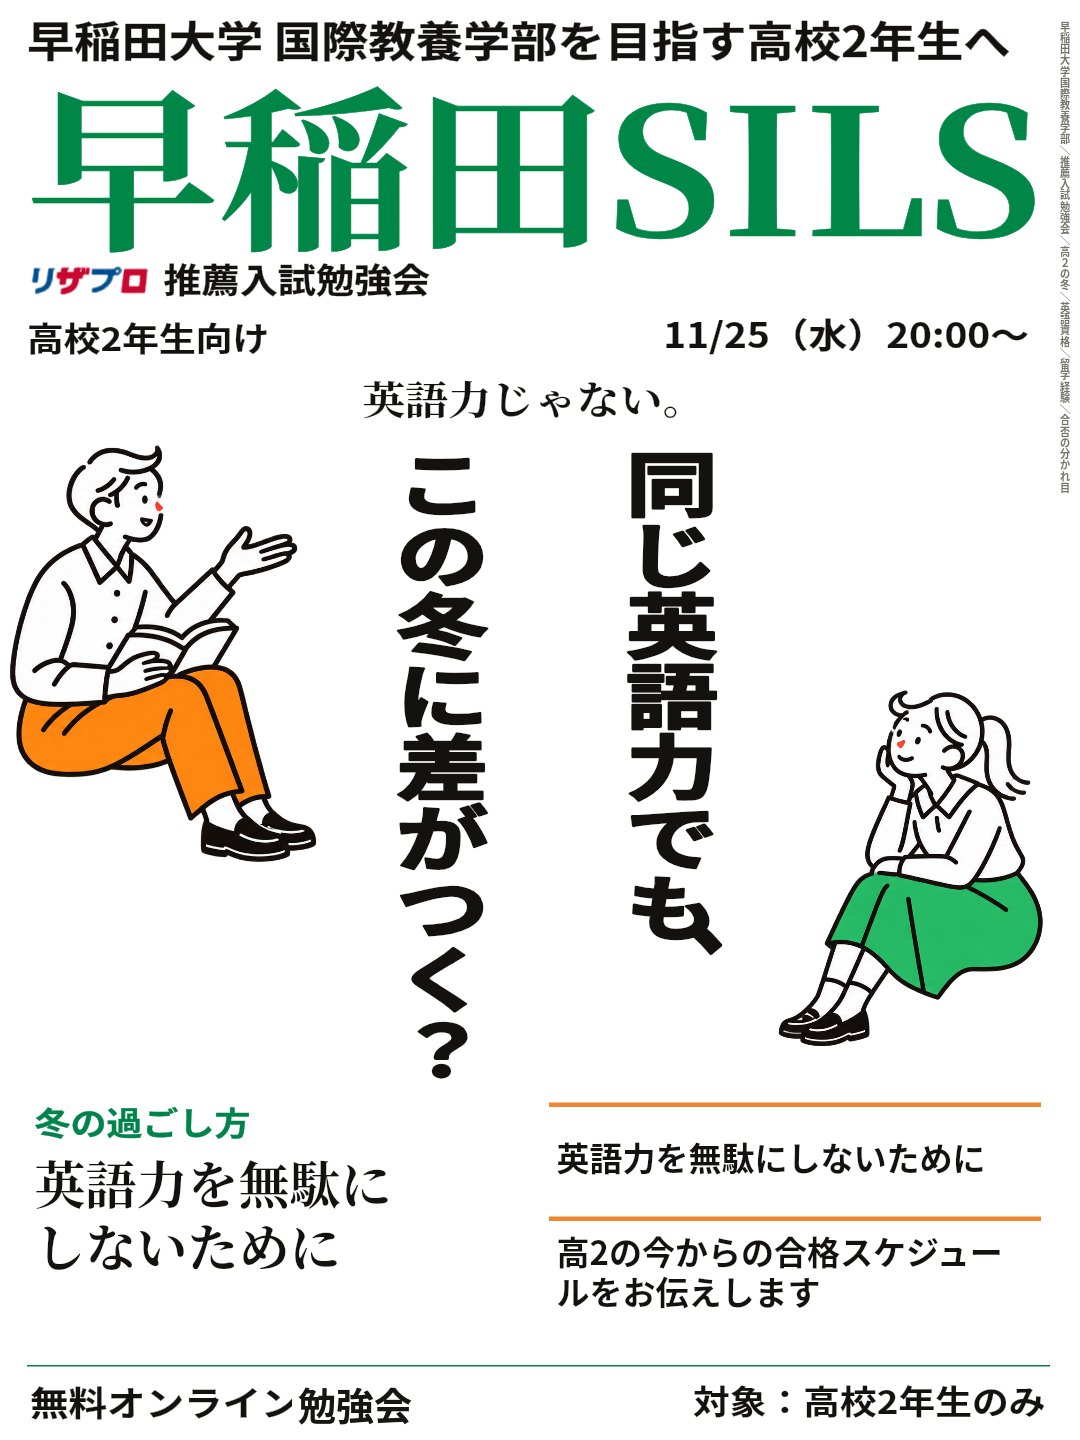 早稲田大学 国際教養学部を目指す高校2年生へ
早稲田SILS
リザプロ 推薦入試勉強会
高校2年生向け
11/25（水）20:00〜
英語力じゃない。
同じ英語力でも、
この冬に差がつく？
冬の過ごし方
英語力を無駄に
しないために
英語力を無駄にしないために
高2の今からの合格スケジュー
ルをお伝えします
無料オンライン勉強会
対象：高校2年生のみ
早稲田大学国際教養学部／推薦入試勉強会／高2の冬／英語資格／留学経験／合否の分かれ目